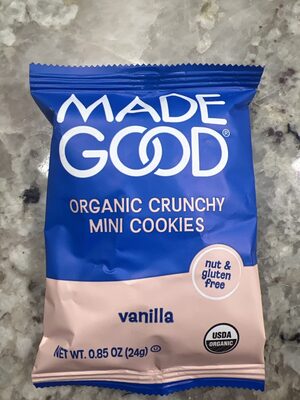 MADE
GOOD®
ORGANIC CRUNCHY
MINI COOKIES
nut &
gluten
free
vanilla
USDA
ORGANIC
NET WT. 0.85 OZ (24g)